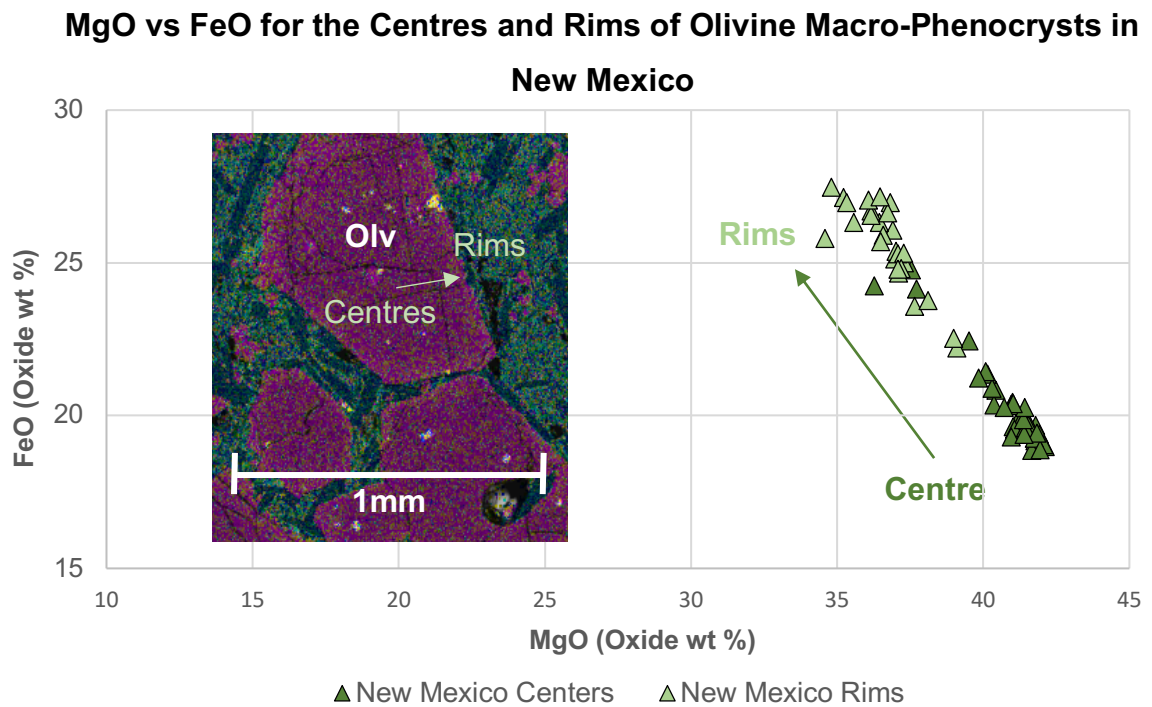 MgO vs FeO for the Centres and Rims of Olivine Macro-Phenocrysts in
New Mexico
30
25
20
15
FeO (Oxide wt %)
Olv
Rims
Centres
1mm
Rims
Centre
10 15 20 25 30 35 40 45
MgO (Oxide wt %)
New Mexico Centers New Mexico Rims